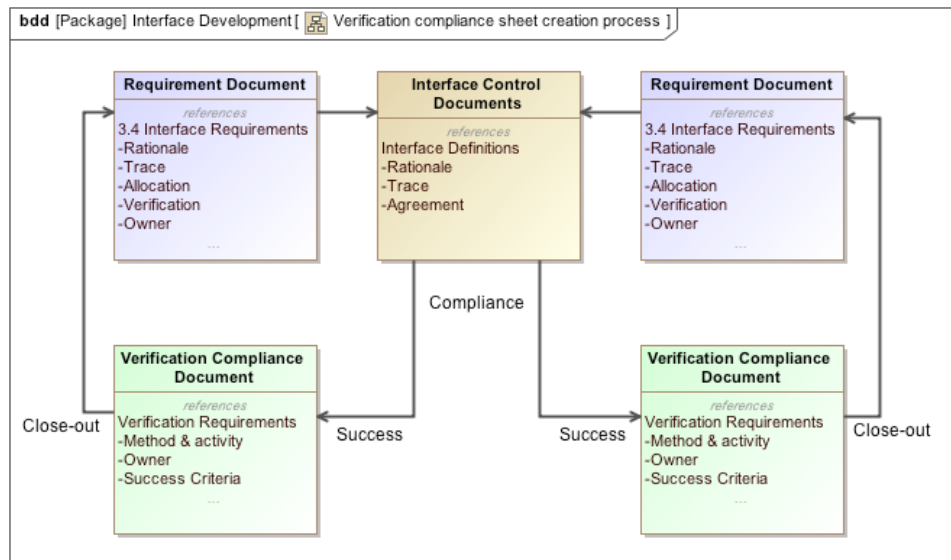 bdd [Package] Interface Development [ Verification compliance sheet creation process ]
Requirement Document
references
3.4 Interface Requirements
-Rationale
-Trace
-Allocation
-Verification
-Owner
...
Interface Control
Documents
references
Interface Definitions
-Rationale
-Trace
-Agreement
Requirement Document
references
3.4 Interface Requirements
-Rationale
-Trace
-Allocation
-Verification
-Owner
...
Compliance
Verification Compliance
Document
references
Verification Requirements
-Method & activity
-Owner
-Success Criteria
...
Close-out
Success
Success
Verification Compliance
Document
references
Verification Requirements
-Method & activity
-Owner
-Success Criteria
...
Close-out